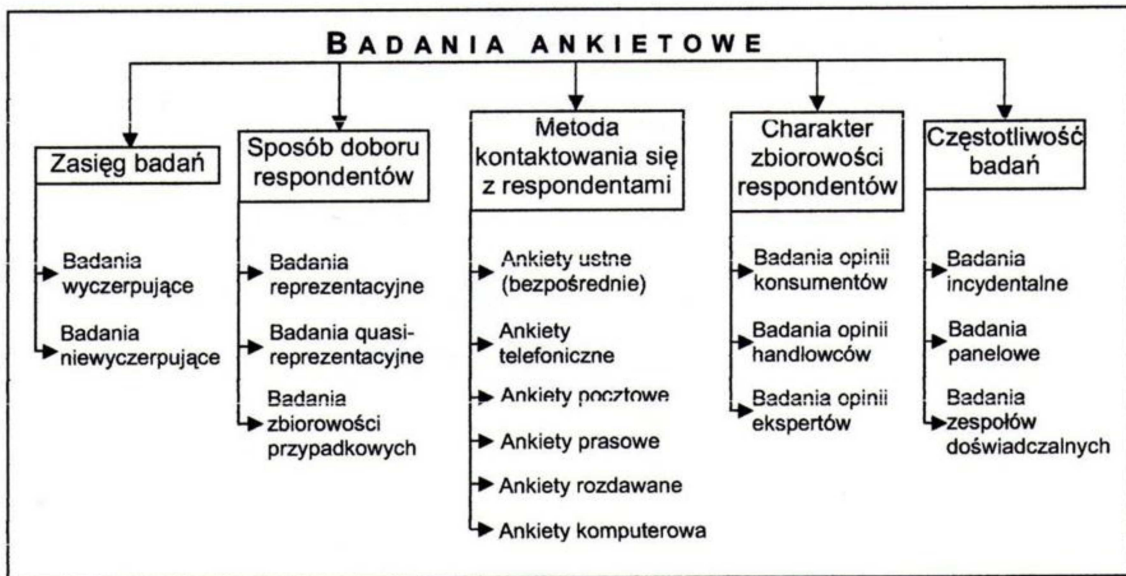 BADANIA ANKIETOWE
Zasięg badań
Badania
wyczerpujące
Badania
niewyczerpujące
Sposób doboru
respondentów
Badania
reprezentacyjne
Badania quasi-
reprezentacyjne
Badania
zbiorowości
przypadkowych
Metoda
kontaktowania się
z respondentami
Ankiety ustne
(bezpośrednie)
Ankiety
telefoniczne
Ankiety pocztowe
Ankiety prasowe
Ankiety rozdawane
Ankiety komputerowa
Charakter
zbiorowości
respondentów
Badania opinii
konsumentów
Badania opinii
handlowców
Badania opinii
ekspertów
Częstotliwość
badań
Badania
incydentalne
Badania
panelowe
Badania
zespołów
doświadczalnych